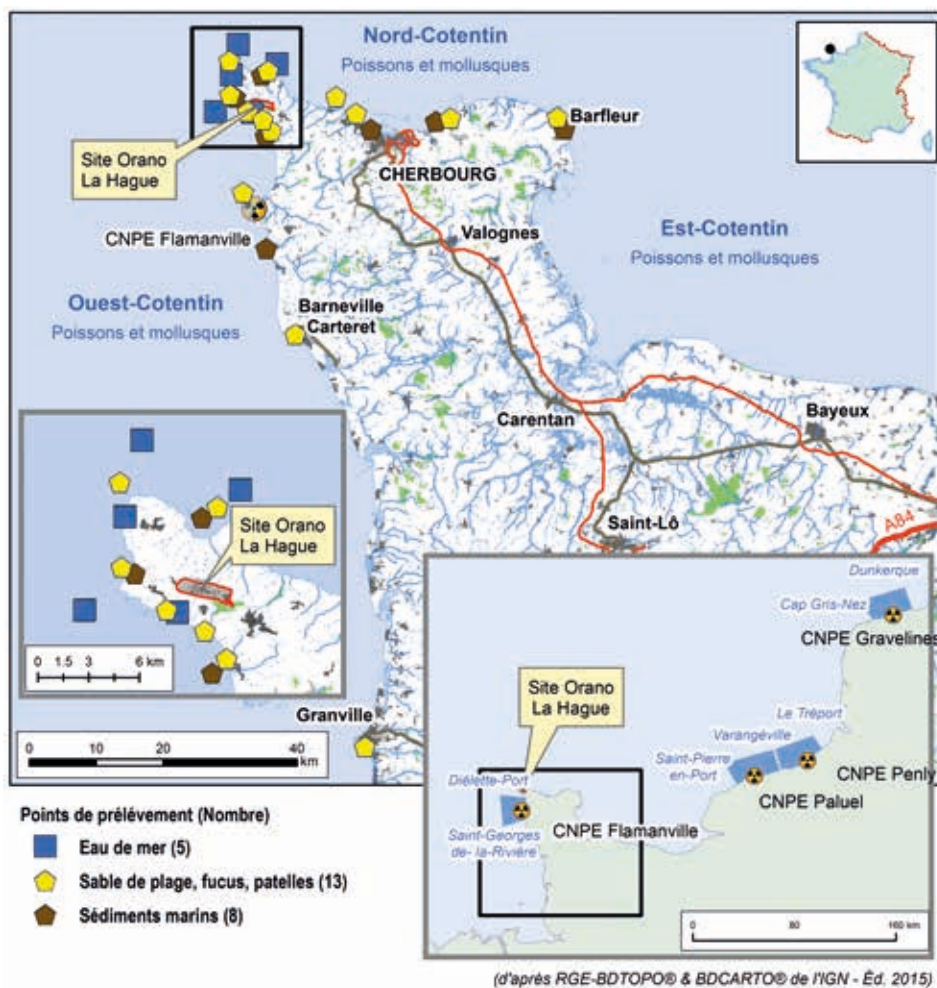 Nord-Cotentin
Poissons et mollusques
Barfleur
Site Orano
La Hague
CHERBOURG
CNPE Flamanville
Valognes
Est-Cotentin
Poissons et mollusques
Ouest-Cotentin
Poissons et mollusques
Barneville
Carteret
Carentan
Bayeux
Saint-Lô
A84
Site Orano
La Hague
0 1.5 3 6 km
Granville
0 10 20 40
km
Dunkerque
Cap Gris-Nez
CNPE Gravelines
Site Orano
La Hague
Le Tréport
Varangéville
Saint-Pierre
en-Port
CNPE Penly
CNPE Paluel
Diélette-Port
CNPE Flamanville
Saint-Georges
de- la-Rivière
0 80 160 km
Points de prélévement (Nombre)
Eau de mer (5)
Sable de plage, fucus, patelles (13)
Sédiments marins (8)
(d'après RGE-BDTOPO® & BDCARTO® de l'IGN - Éd. 2015)